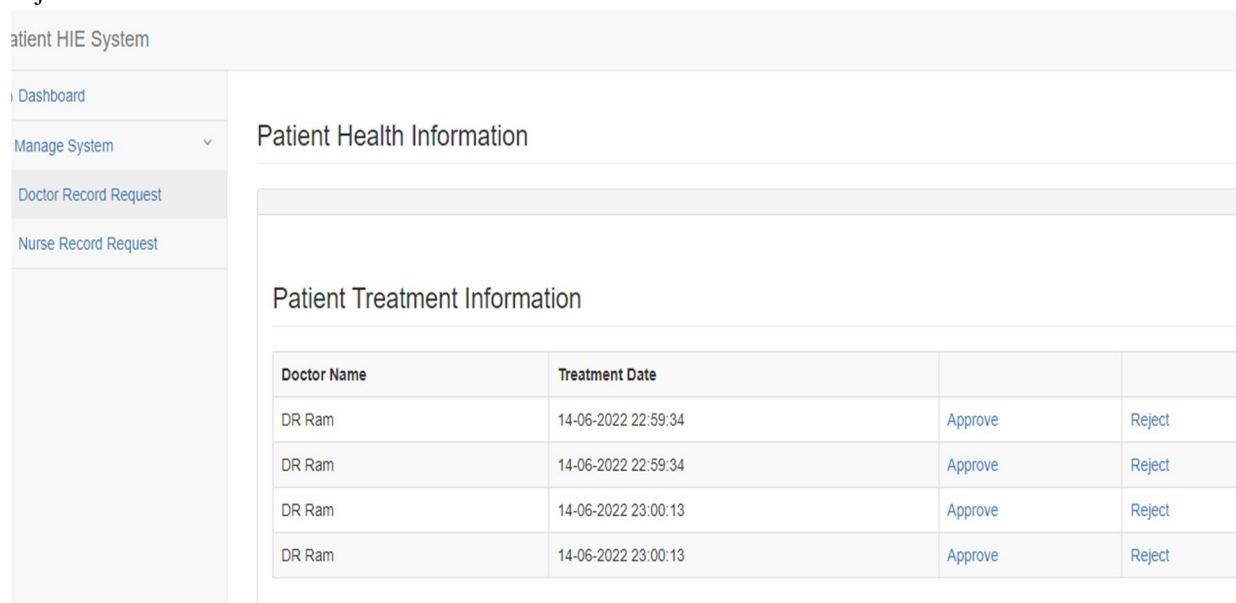 atient HIE System
Dashboard
Manage System
Doctor Record Request
Nurse Record Request
Patient Health Information
Patient Treatment Information
Doctor Name Treatment Date
DR Ram 14-06-2022 22:59:34 Approve Reject
DR Ram 14-06-2022 22:59:34 Approve Reject
DR Ram 14-06-2022 23:00:13 Approve Reject
DR Ram 14-06-2022 23:00:13 Approve Reject